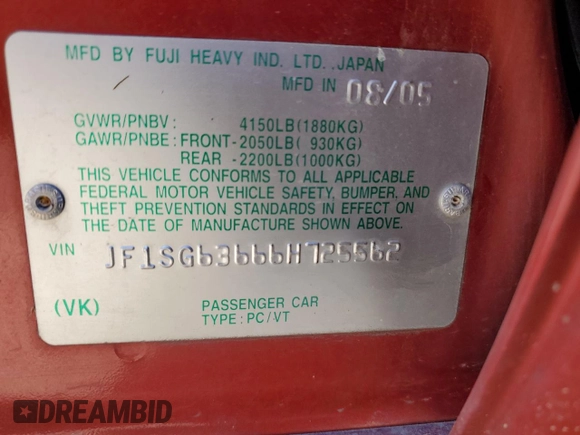 MFD BY FUJI HEAVY IND. LTD. JAPAN
MFD IN 08/05
GVWR/PNBV: 4150LB(1880KG)
GAWR/PNBE: FRONT-2050LB( 930KG)
REAR -2200LB(1000KG)
THIS VEHICLE CONFORMS TO ALL APPLICABLE
FEDERAL MOTOR VEHICLE SAFETY, BUMPER, AND
THEFT PREVENTION STANDARDS IN EFFECT ON
THE DATE OF MANUFACTURE SHOWN ABOVE.
VIN JF1SG63666H725562
(VK) PASSENGER CAR
TYPE: PC/VT
DREAMBID